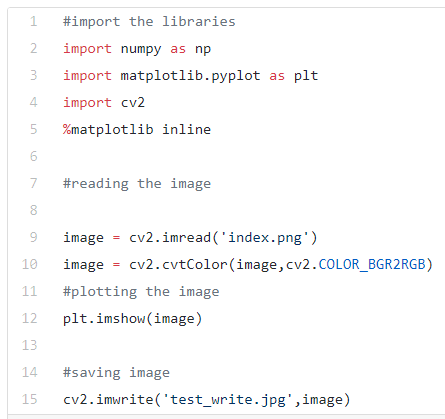 1 #import the libraries
2 import numpy as np
3 import matplotlib.pyplot as plt
4 import cv2
5 %matplotlib inline
6
7 #reading the image
8
9 image = cv2.imread('index.png')
10 image = cv2.cvtColor(image,cv2.COLOR_BGR2RGB)
11 #plotting the image
12 plt.imshow(image)
13
14 #saving image
15 cv2.imwrite('test_write.jpg',image)